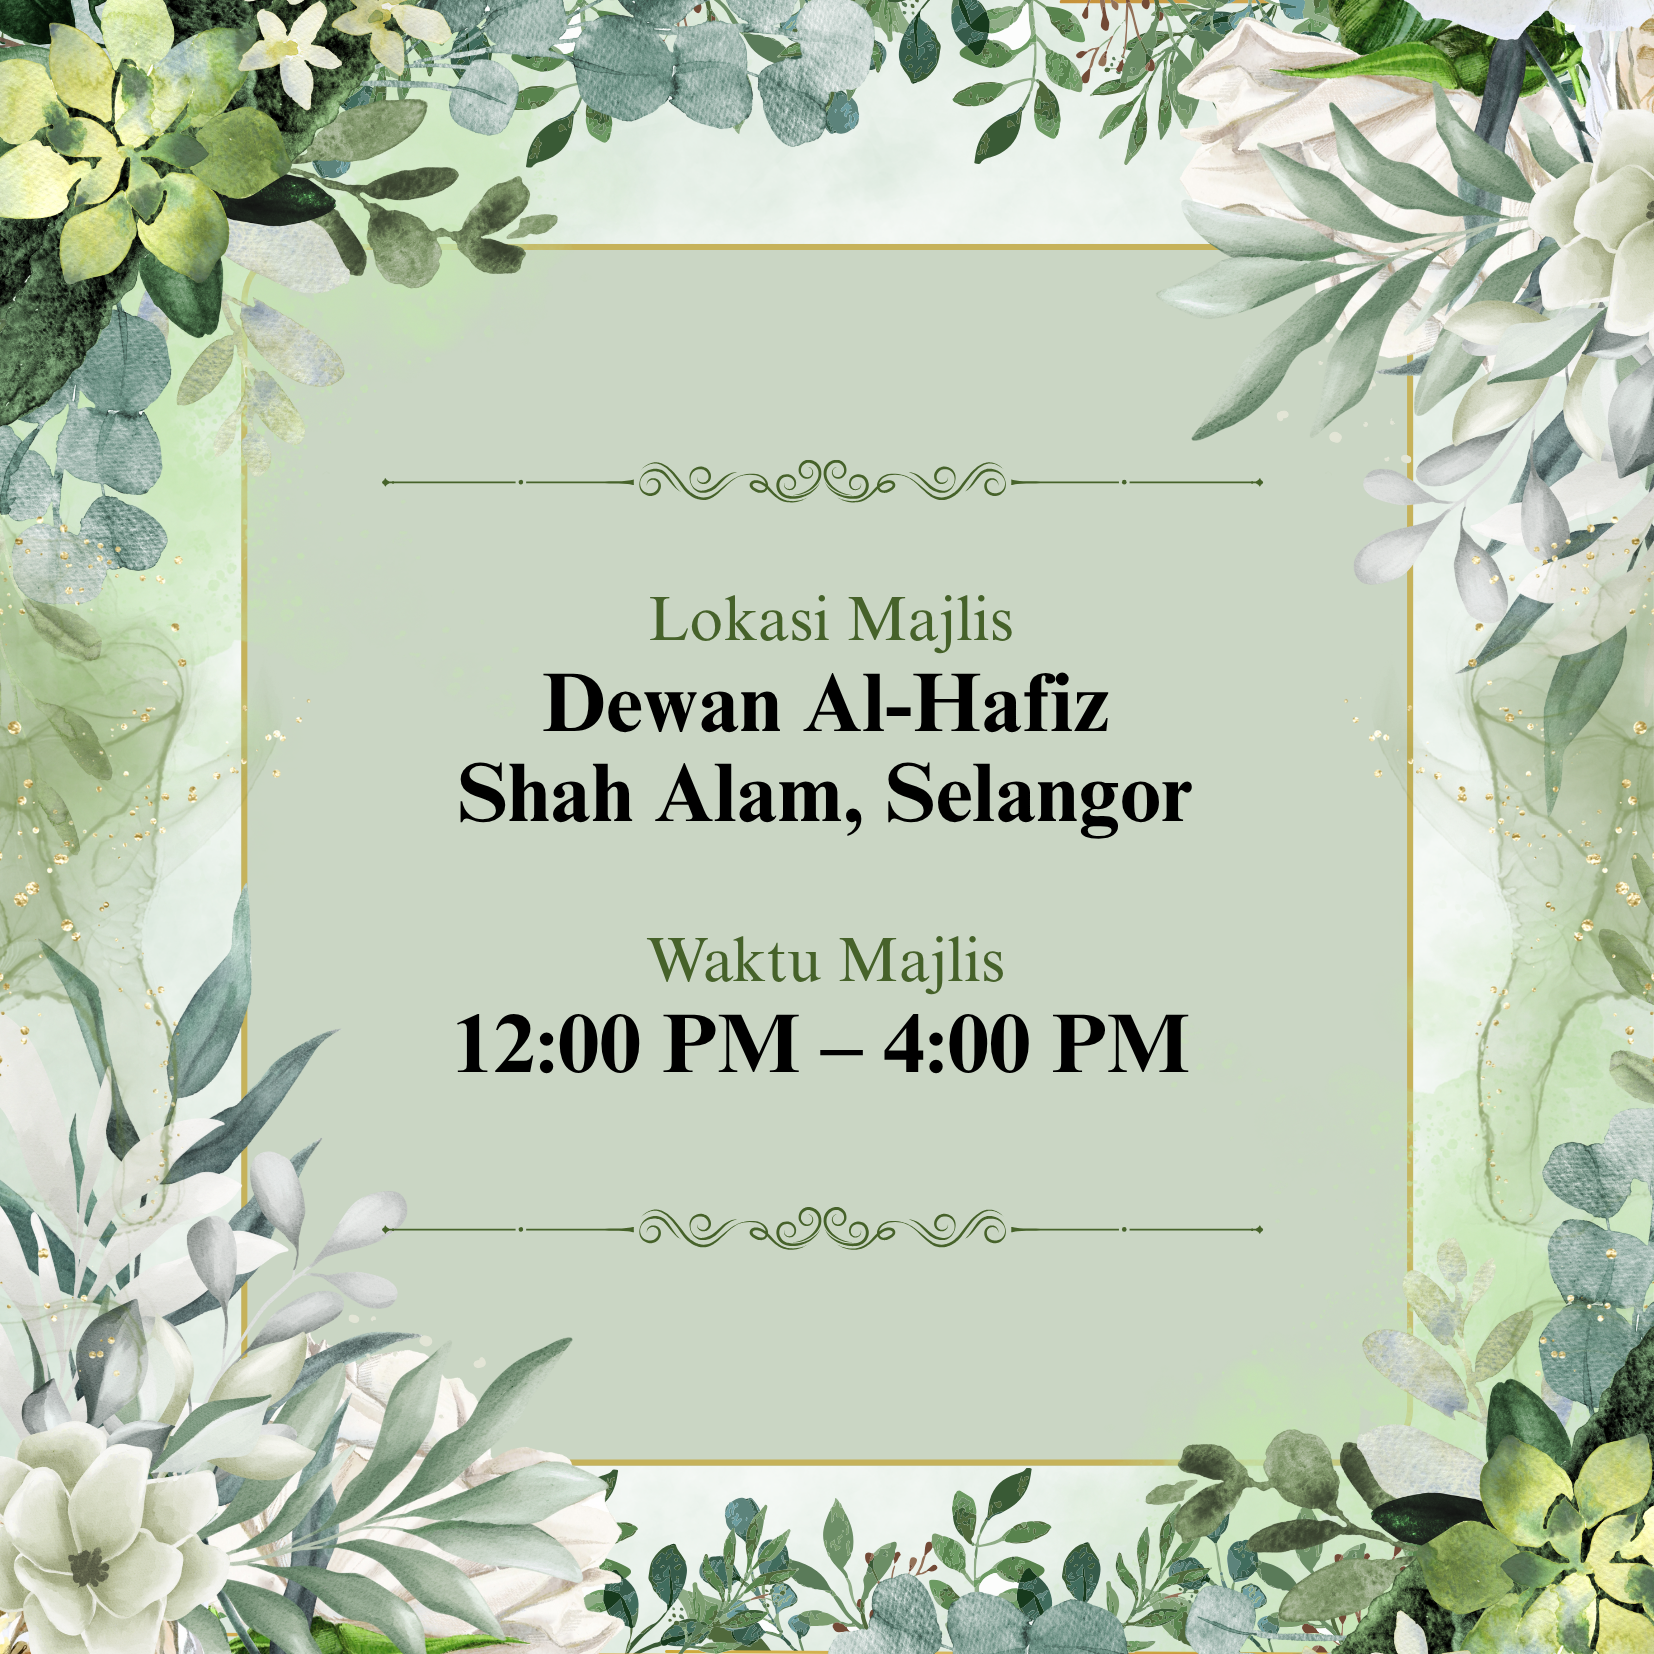 Lokasi Majlis
Dewan Al-Hafiz
Shah Alam, Selangor
Waktu Majlis
12:00 PM – 4:00 PM